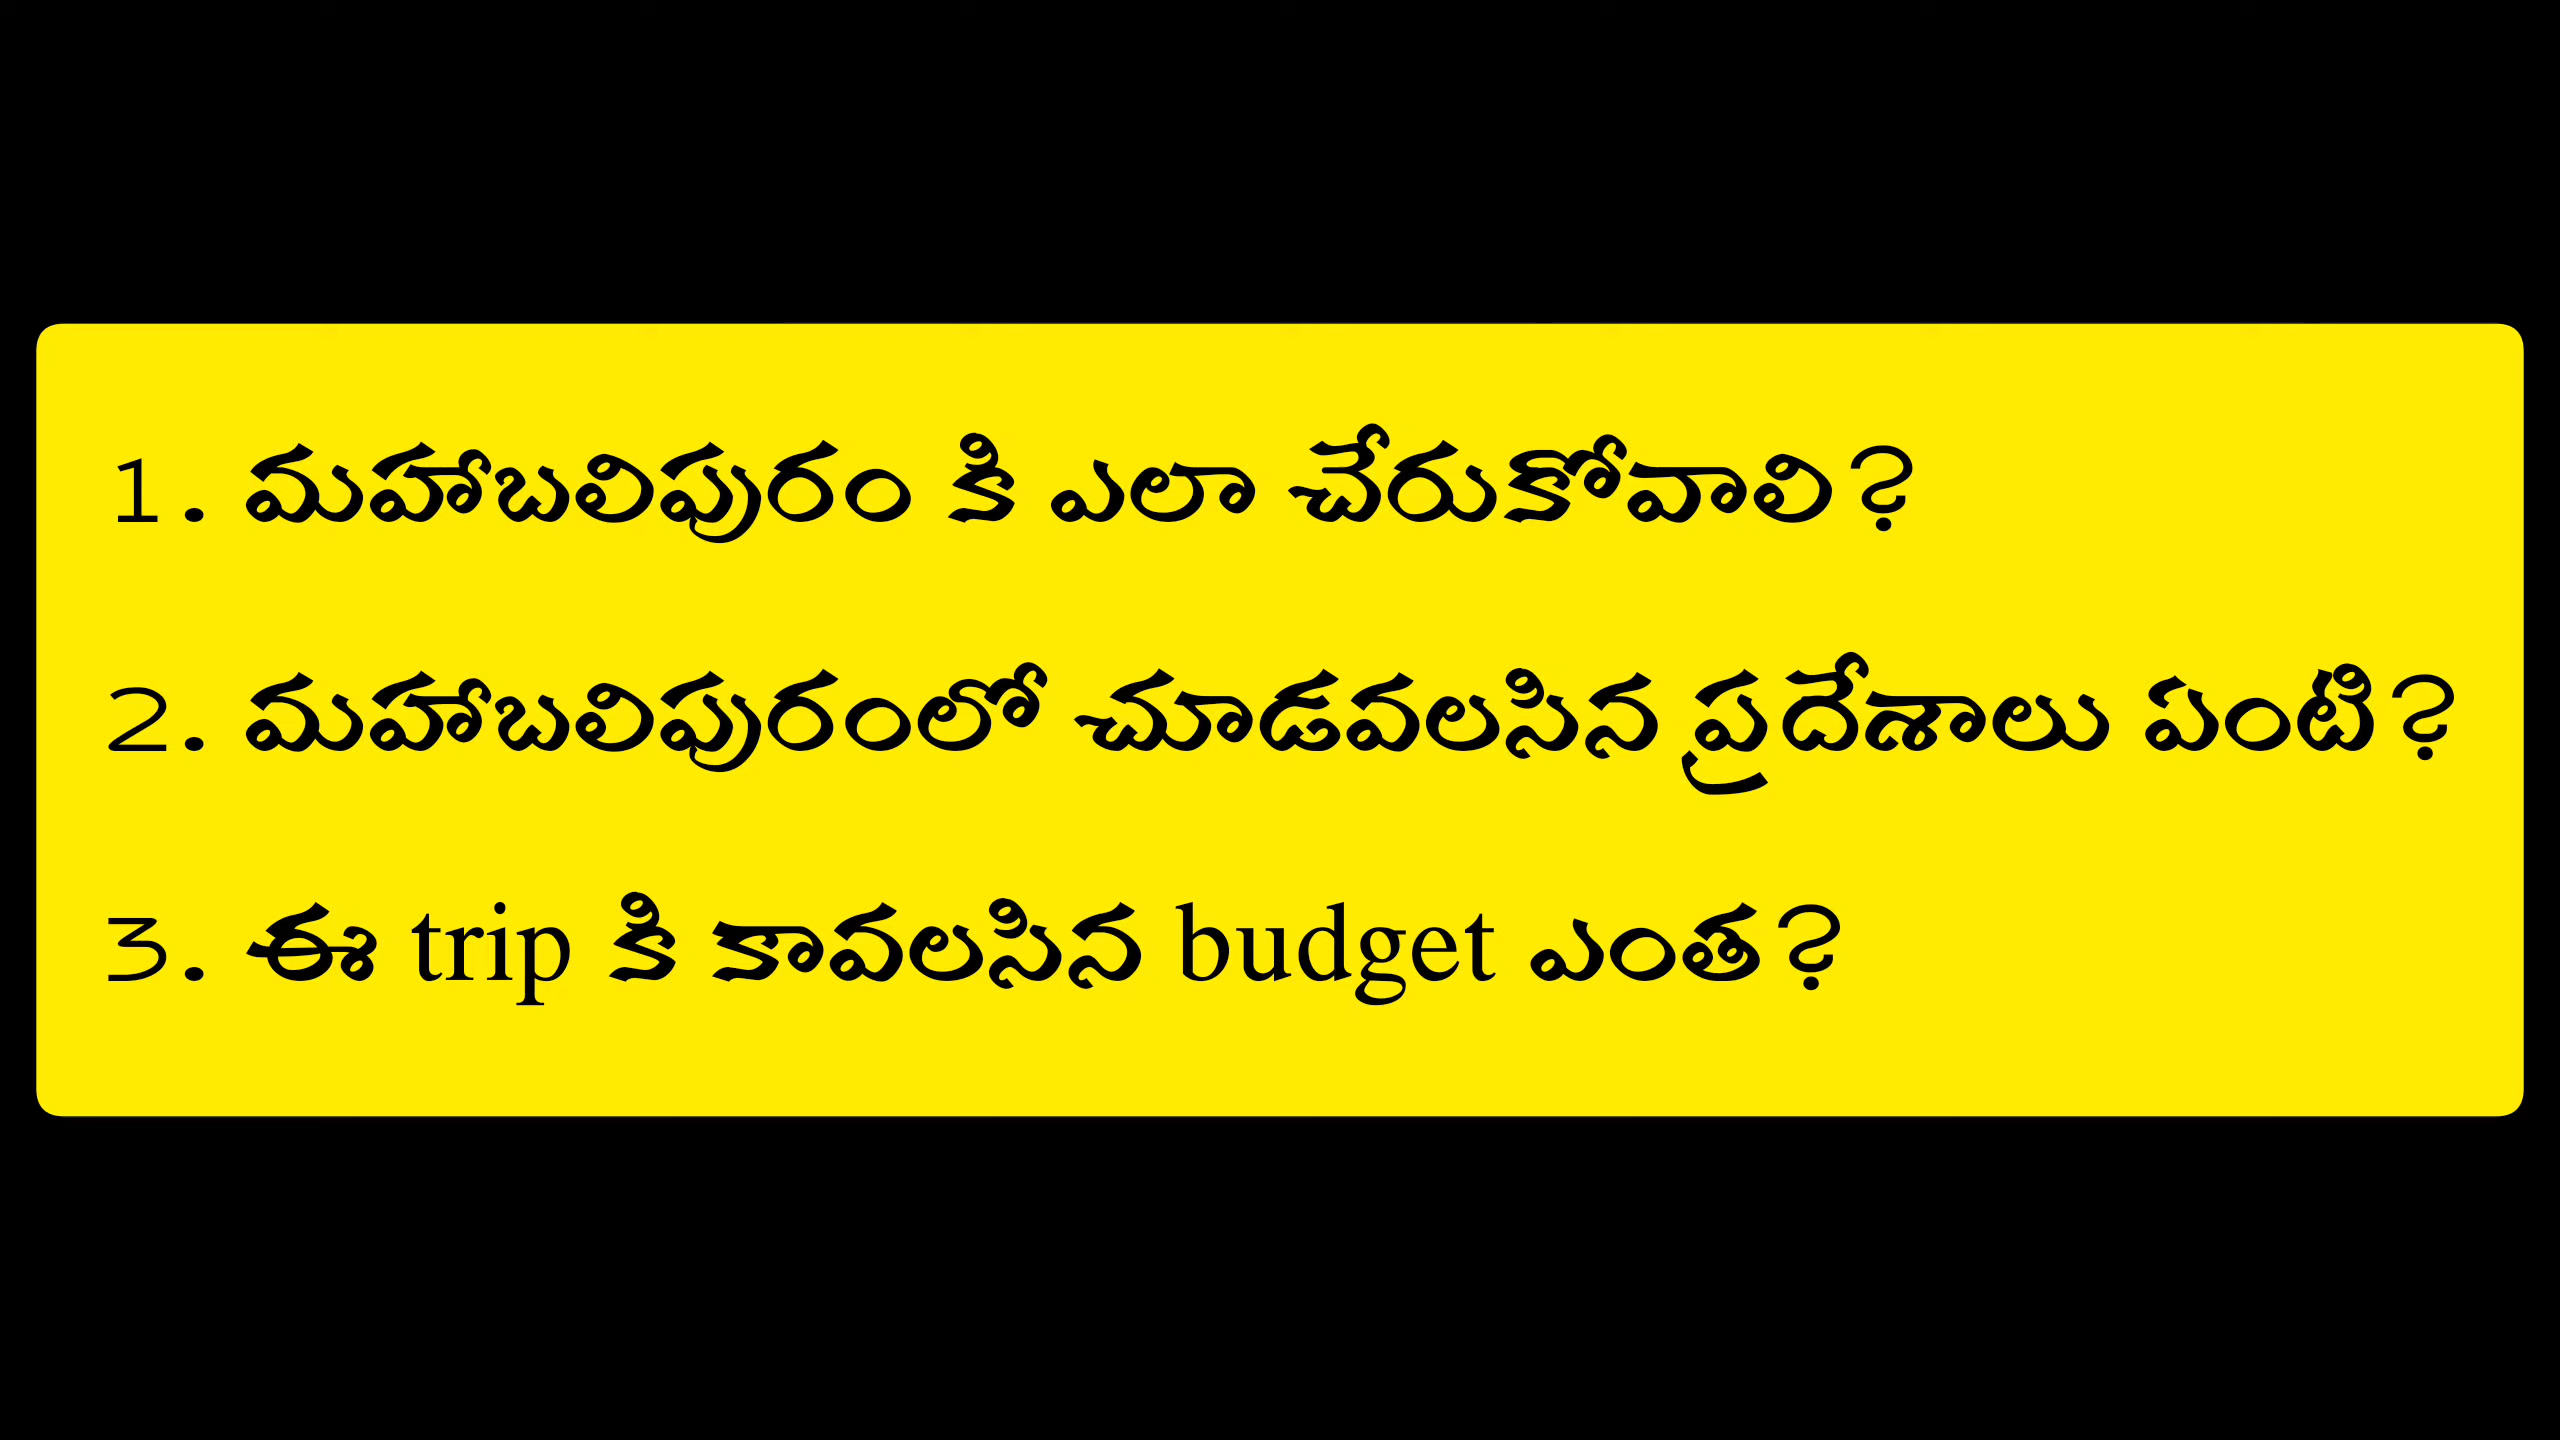 1. మహాబలిపురం కి ఎలా చేరుకోవాలి?
2. మహాబలిపురంలో చూడవలసిన ప్రదేశాలు ఏంటి?
3. ఈ trip కి కావలసిన budget ఎంత?